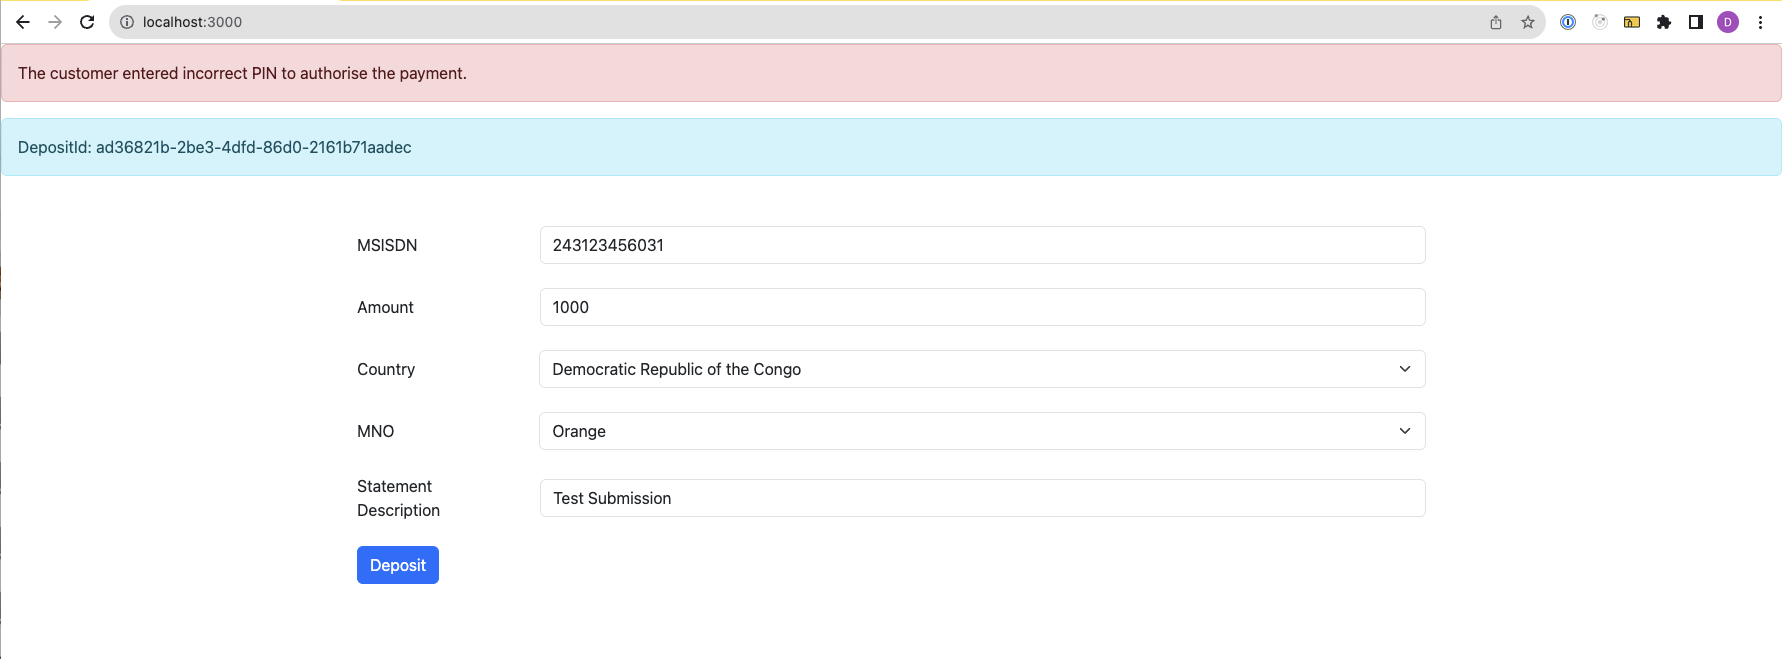 localhost:3000
D
The customer entered incorrect PIN to authorise the payment.
DepositId: ad36821b-2be3-4dfd-86d0-2161b71aadec
MSISDN
243123456031
Amount
1000
Country
Democratic Republic of the Congo
MNO
Orange
Statement
Description
Test Submission
Deposit